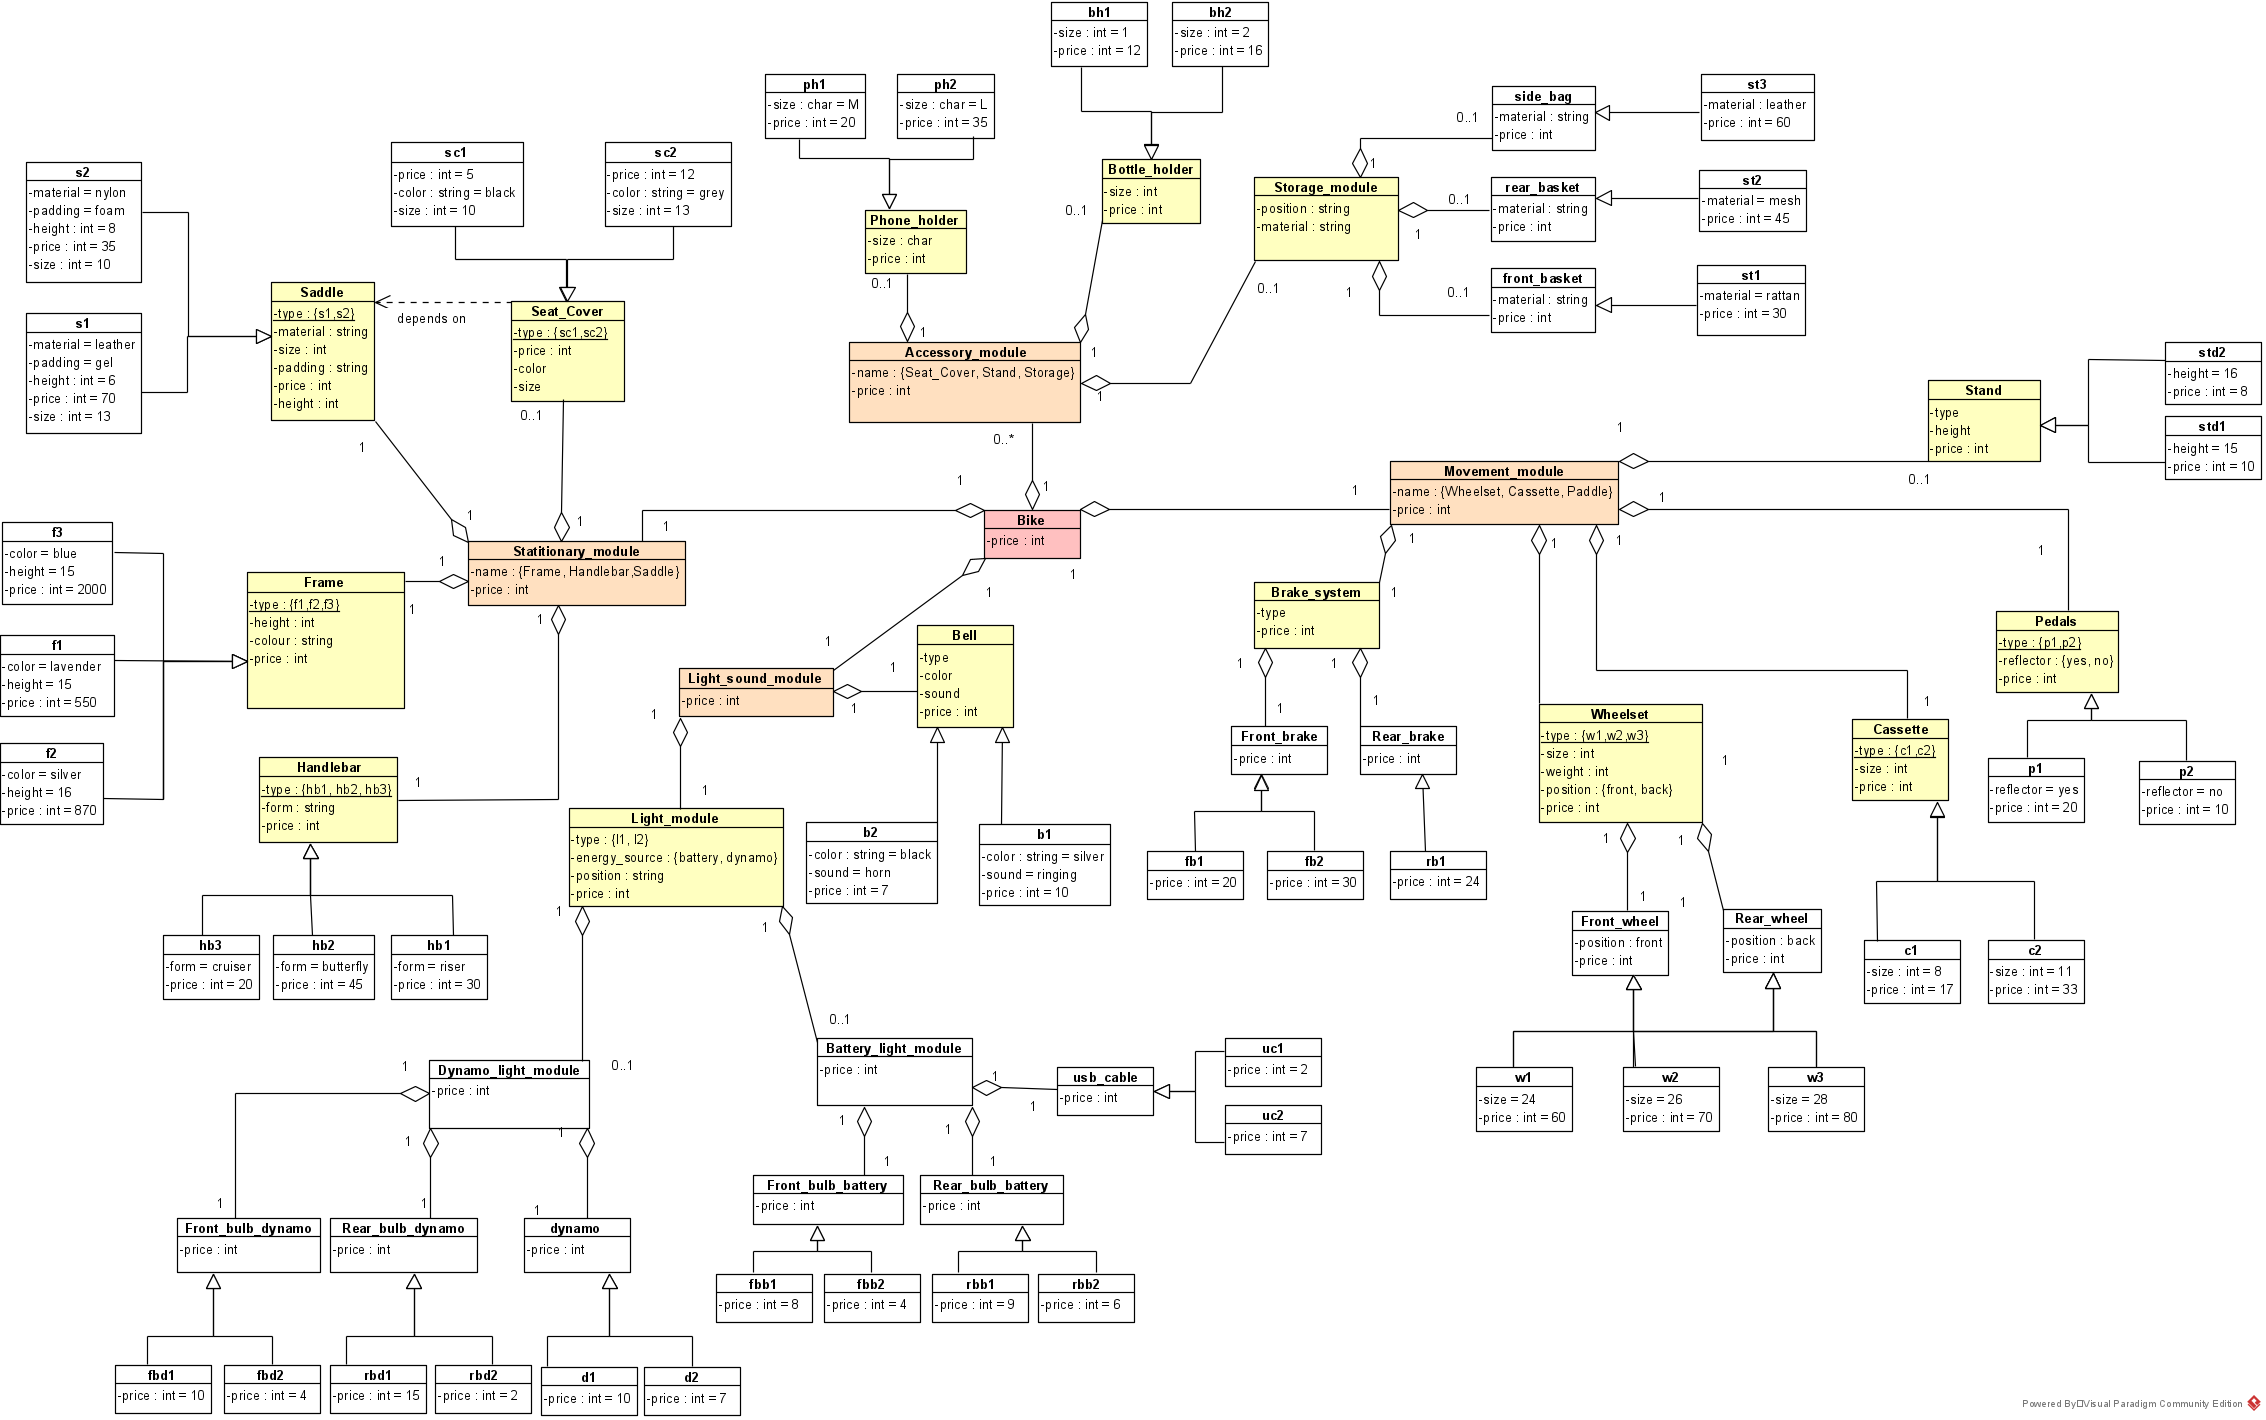 bh1
-size : int = 1
-price : int = 12
bh2
-size : int = 2
-price : int = 16
ph1
-size : char = M
-price : int = 20
ph2
-size : char = L
-price : int = 35
side_bag
-material : string
-price : int
st3
-material : leather
-price : int = 60
0..1
1
s2
-material = nylon
-padding = foam
-height : int = 8
-price : int = 35
-size : int = 10
sc1
-price : int = 5
-color : string = black
-size : int = 10
sc2
-price : int = 12
-color : string = grey
-size : int = 13
Bottle_holder
-size : int
-price : int
0..1
Storage_module
-position : string
-material : string
rear_basket
-material : string
-price : int
st2
-material = mesh
-price : int = 45
0..1
1
Phone_holder
-size : char
-price : int
0..1
front_basket
-material : string
-price : int
st1
-material = rattan
-price : int = 30
0..1
1
0..1
Saddle
-type : {s1,s2}
-material : string
-size : int
-padding : string
-price : int
-height : int
depends on
Seat_Cover
-type : {sc1,sc2}
-price : int
-color
-size
0..1
s1
-material = leather
-padding = gel
-height : int = 6
-price : int = 70
-size : int = 13
1
1
1
Accessory_module
-name : {Seat_Cover, Stand, Storage}
-price : int
0..*
1
Stand
-type
-height
-price : int
std2
-height = 16
-price : int = 8
std1
-height = 15
-price : int = 10
1
1
0..1
Movement_module
-name : {Wheelset, Cassette, Paddle}
-price : int
1
1
1
1
Bike
-price : int
1
1
1
1
1
f3
-color = blue
-height = 15
-price : int = 2000
Statitionary_module
-name : {Frame, Handlebar,Saddle}
-price : int
1
1
1
1
1
1
1
Frame
-type : {f1,f2,f3}
-height : int
-colour : string
-price : int
1
f1
-color = lavender
-height = 15
-price : int = 550
Brake_system
-type
-price : int
1
1
1
Pedals
-type : {p1,p2}
-reflector : {yes, no}
-price : int
Bell
-type
-color
-sound
-price : int
1
1
1
Light_sound_module
-price : int
1
1
1
1
Wheelset
-type : {w1,w2,w3}
-size : int
-weight : int
-position : {front, back}
-price : int
1
Cassette
-type : {c1,c2}
-size : int
-price : int
1
Front_brake
-price : int
Rear_brake
-price : int
f2
-color = silver
-height = 16
-price : int = 870
Handlebar
-type : {hb1, hb2, hb3}
-form : string
-price : int
1
p1
-reflector = yes
-price : int = 20
p2
-reflector = no
-price : int = 10
Light_module
-type : {l1, l2}
-energy_source : {battery, dynamo}
-position : string
-price : int
b2
-color : string = black
-sound = horn
-price : int = 7
b1
-color : string = silver
-sound = ringing
-price : int = 10
fb1
-price : int = 20
fb2
-price : int = 30
rb1
-price : int = 24
1
1
1
1
1
1
Front_wheel
-position : front
-price : int
Rear_wheel
-position : back
-price : int
hb3
-form = cruiser
-price : int = 20
hb2
-form = butterfly
-price : int = 45
hb1
-form = riser
-price : int = 30
c1
-size : int = 8
-price : int = 17
c2
-size : int = 11
-price : int = 33
0..1
0..1
1
Dynamo_light_module
-price : int
Battery_light_module
-price : int
usb_cable
-price : int
1
1
uc1
-price : int = 2
uc2
-price : int = 7
w1
-size = 24
-price : int = 60
w2
-size = 26
-price : int = 70
w3
-size = 28
-price : int = 80
1
1
1
1
1
1
1
1
1
Front_bulb_dynamo
-price : int
Rear_bulb_dynamo
-price : int
dynamo
-price : int
Front_bulb_battery
-price : int
Rear_bulb_battery
-price : int
fbb1
-price : int = 8
fbb2
-price : int = 4
rbb1
-price : int = 9
rbb2
-price : int = 6
fbd1
-price : int = 10
fbd2
-price : int = 4
rbd1
-price : int = 15
rbd2
-price : int = 2
d1
-price : int = 10
d2
-price : int = 7
Powered By□Visual Paradigm Community Edition